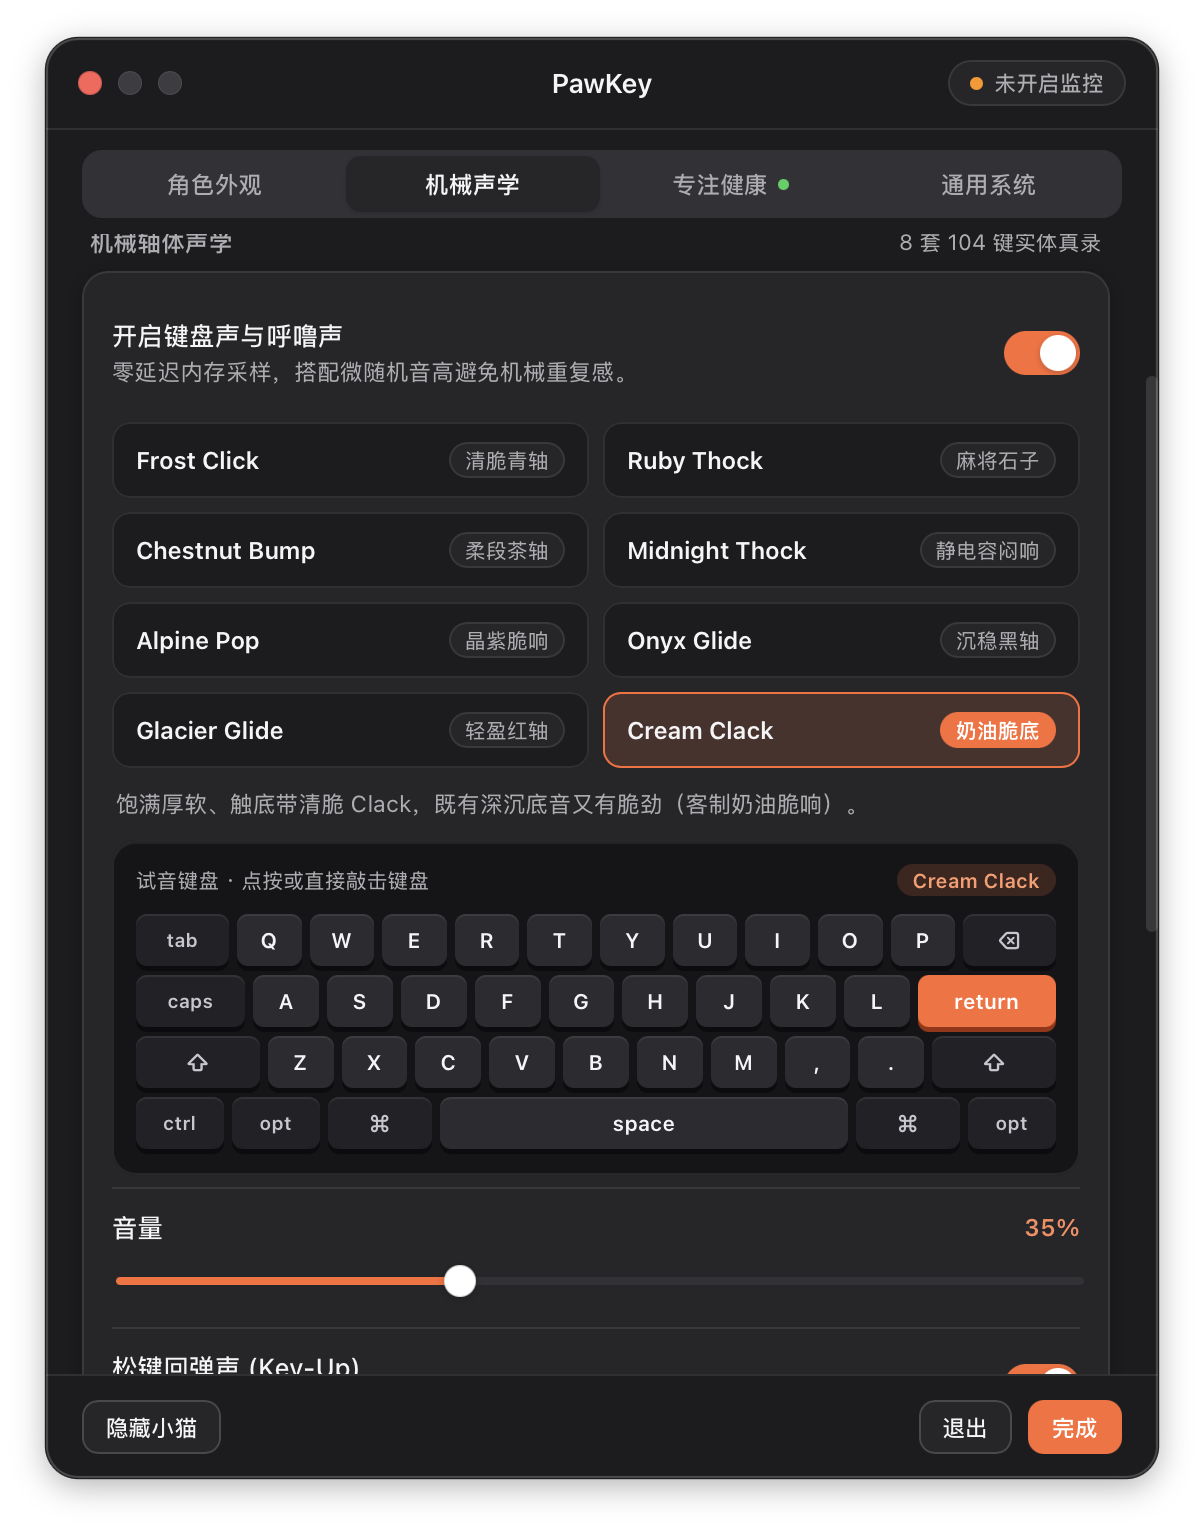 PawKey
未开启监控
角色外观 机械声学 专注健康 通用系统
机械轴体声学 8 套 104 键实体真录
开启键盘声与呼噜声
零延迟内存采样，搭配微随机音高避免机械重复感。
Frost Click 清脆青轴 Ruby Thock 麻将石子
Chestnut Bump 柔段茶轴 Midnight Thock 静电容闷响
Alpine Pop 晶紫脆响 Onyx Glide 沉稳黑轴
Glacier Glide 轻盈红轴 Cream Clack 奶油脆底
饱满厚软、触底带清脆 Clack，既有深沉底音又有脆劲（客制奶油脆响）。
试音键盘 · 点按或直接敲击键盘 Cream Clack
tab Q W E R T Y U I O P
caps A S D F G H J K L return
Z X C V B N M , .
ctrl opt ⌘ space ⌘ opt
音量 35%
松键回弹声 (Key-Up)
隐藏小猫 退出 完成